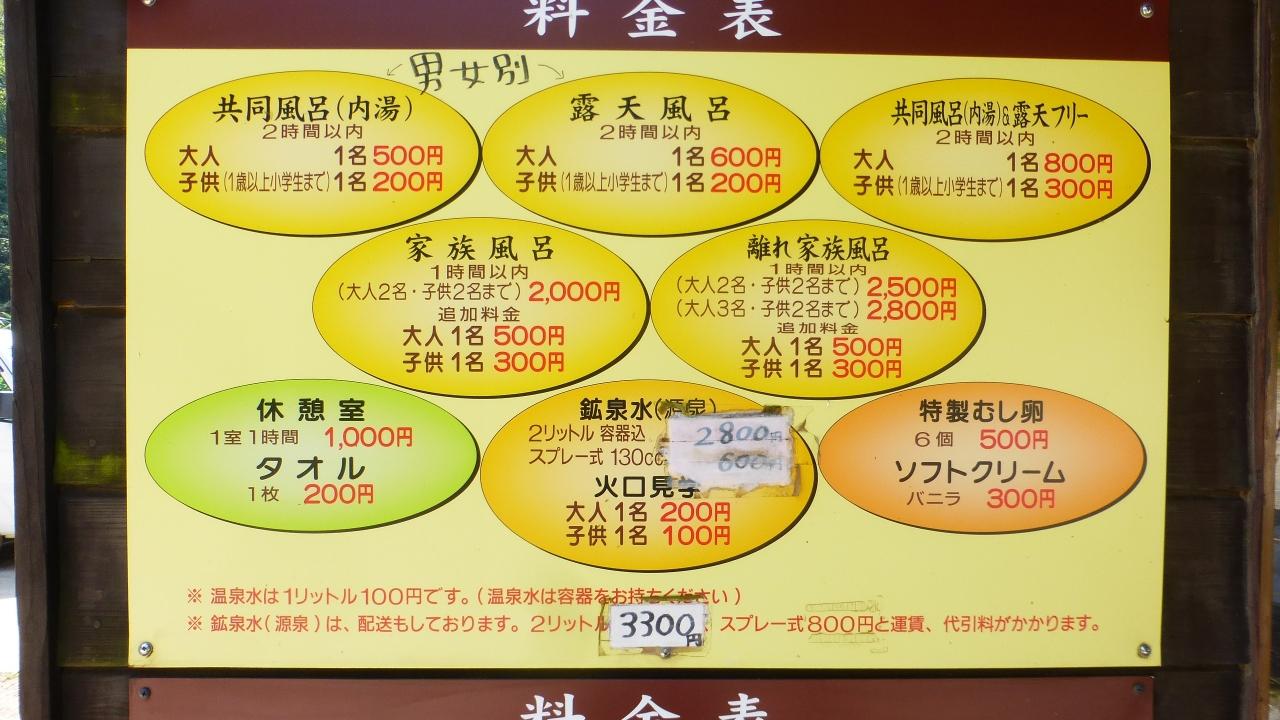 料金表
男女別
共同風呂(内湯)
2時間以内
大人 1名 500円
子供(1歳以上小学生まで) 1名 200円
露天風呂
2時間以内
大人 1名 600円
子供(1歳以上小学生まで) 1名 200円
共同風呂(内湯)&露天フリー
2時間以内
大人 1名 800円
子供(1歳以上小学生まで) 1名 300円
家族風呂
1時間以内
(大人2名・子供2名まで) 2,000円
追加料金
大人 1名 500円
子供 1名 300円
離れ家族風呂
1時間以内
(大人2名・子供2名まで) 2,500円
(大人3名・子供2名まで) 2,800円
追加料金
大人 1名 500円
子供 1名 300円
休憩室
1室1時間 1,000円
タオル
1枚 200円
鉱泉水(源泉)
2リットル 容器込 2800円
スプレー式 130cc 600円
火口見学
大人 1名 200円
子供 1名 100円
特製むし卵
6個 500円
ソフトクリーム
バニラ 300円
※ 温泉水は1リットル100円です。(温泉水は容器をお持ちください)
※ 鉱泉水(源泉)は、配送もしております。2リットル 3300円 スプレー式800円と運賃、代引料がかかります。
料金表